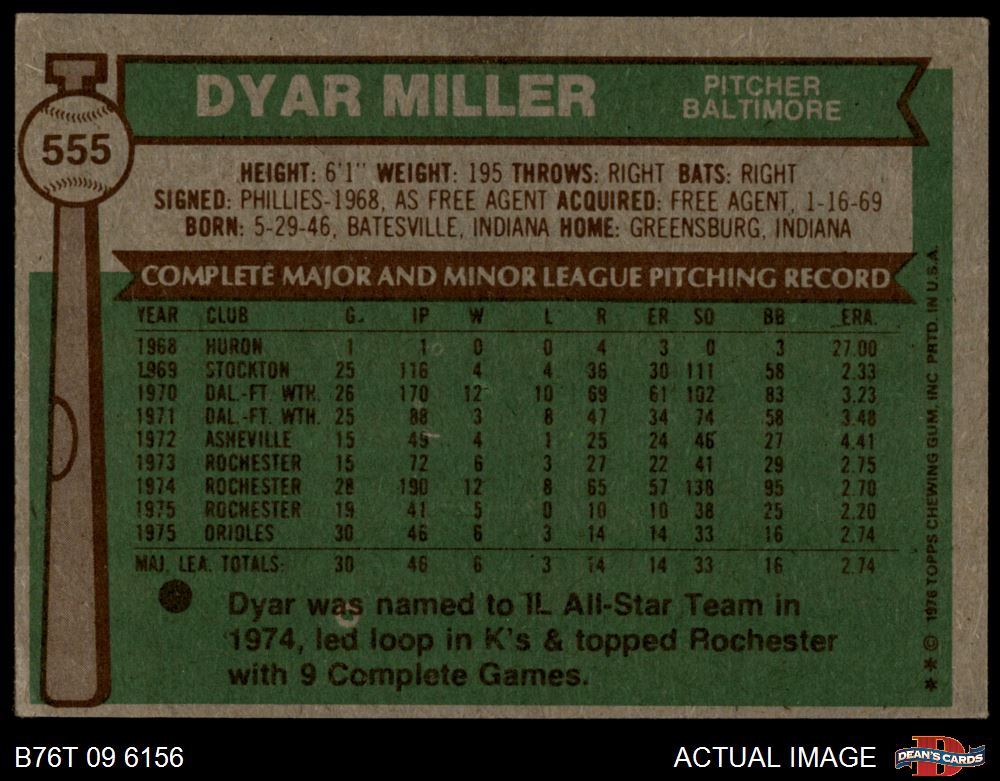 DYAR MILLER
PITCHER
BALTIMORE
555
HEIGHT: 6'1" WEIGHT: 195 THROWS: RIGHT BATS: RIGHT
SIGNED: PHILLIES-1968, AS FREE AGENT ACQUIRED: FREE AGENT, 1-16-69
BORN: 5-29-46, BATESVILLE, INDIANA HOME: GREENSBURG, INDIANA
COMPLETE MAJOR AND MINOR LEAGUE PITCHING RECORD
YEAR CLUB G. IP W L R ER SO BB ERA.
1968 HURON 1 1 0 0 4 3 0 3 27.00
1969 STOCKTON 25 116 4 4 36 30 111 58 2.33
1970 DAL.-FT. WTH. 26 170 12 10 69 61 102 83 3.23
1971 DAL.-FT. WTH. 25 88 3 8 47 34 74 58 3.48
1972 ASHEVILLE 15 49 4 1 25 24 46 27 4.41
1973 ROCHESTER 15 72 6 3 27 22 41 29 2.75
1974 ROCHESTER 28 190 12 8 65 57 138 95 2.70
1975 ROCHESTER 19 41 5 0 10 10 38 25 2.20
1975 ORIOLES 30 46 6 3 14 14 33 16 2.74
MAJ. LEA. TOTALS: 30 46 6 3 14 14 33 16 2.74
Dyar was named to IL All-Star Team in
1974, led loop in K's & topped Rochester
with 9 Complete Games.
** © 1976 TOPPS CHEWING GUM, INC PRTD. IN U.S.A.
B76T 09 6156
ACTUAL IMAGE
DEAN'S CARDS